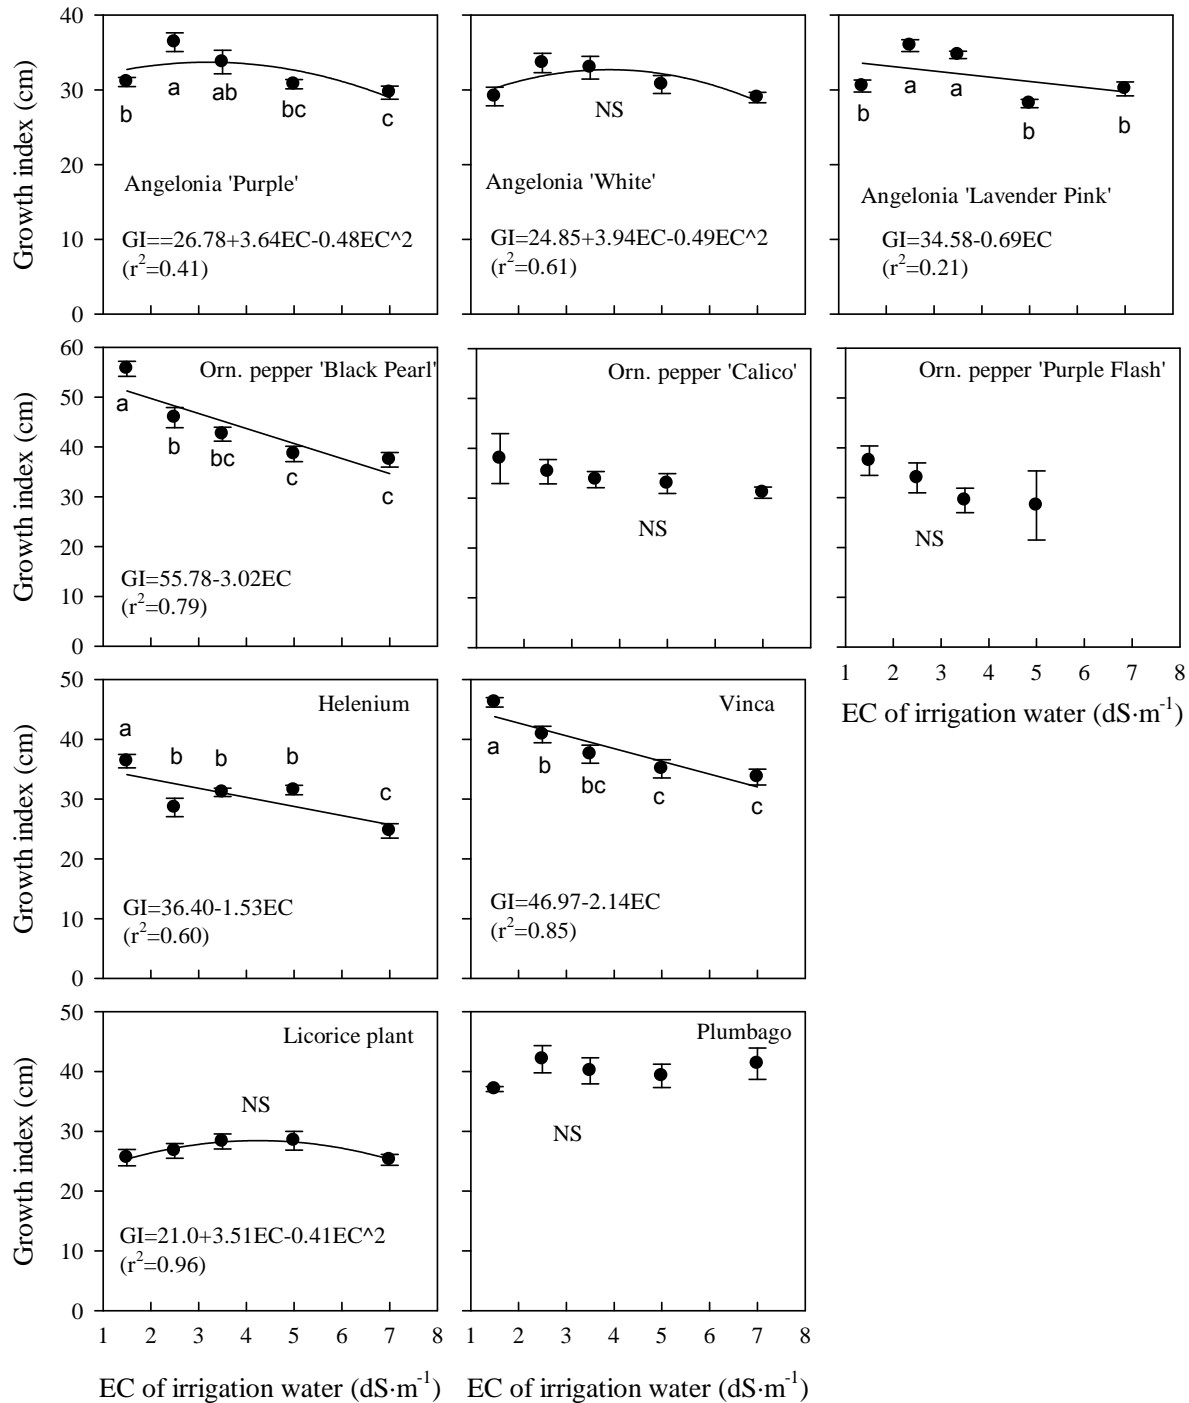 40
30
20
10
0
Growth index (cm)
b
a
ab
bc
c
Angelonia 'Purple'
GI==26.78+3.64EC-0.48EC^2
(r²=0.41)
NS
Angelonia 'White'
GI=24.85+3.94EC-0.49EC^2
(r²=0.61)
b
a
a
b
b
Angelonia 'Lavender Pink'
GI=34.58-0.69EC
(r²=0.21)
60
50
40
30
20
10
0
Growth index (cm)
Orn. pepper 'Black Pearl'
a
b
bc
c
c
GI=55.78-3.02EC
(r²=0.79)
Orn. pepper 'Calico'
NS
Orn. pepper 'Purple Flash'
NS
1 2 3 4 5 6 7 8
EC of irrigation water (dS·m⁻¹)
50
40
30
20
10
0
Growth index (cm)
Helenium
a
b
b
b
c
GI=36.40-1.53EC
(r²=0.60)
Vinca
a
b
bc
c
c
GI=46.97-2.14EC
(r²=0.85)
50
40
30
20
10
0
Growth index (cm)
Licorice plant
NS
GI=21.0+3.51EC-0.41EC^2
(r²=0.96)
Plumbago
NS
1 2 3 4 5 6 7 8
1 2 3 4 5 6 7 8
EC of irrigation water (dS·m⁻¹)
EC of irrigation water (dS·m⁻¹)